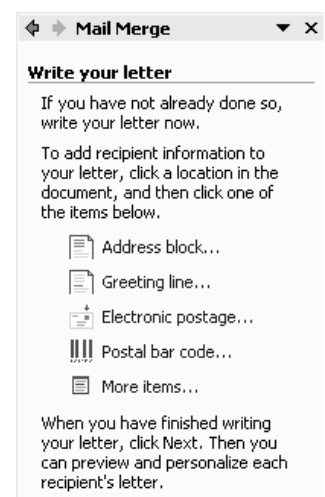 Mail Merge
Write your letter
If you have not already done so,
write your letter now.
To add recipient information to
your letter, click a location in the
document, and then click one of
the items below.
Address block...
Greeting line...
Electronic postage...
Postal bar code...
More items...
When you have finished writing
your letter, click Next. Then you
can preview and personalize each
recipient's letter.